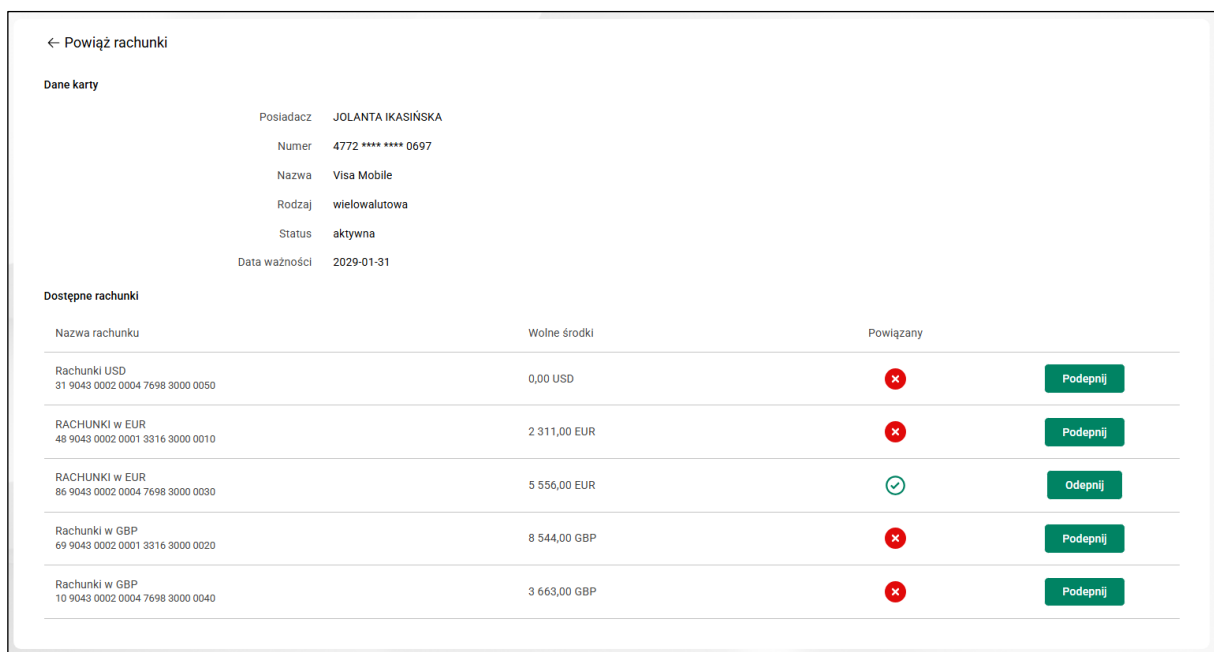 ← Powiąż rachunki
Dane karty
Posiadacz JOLANTA IKASIŃSKA
Numer 4772 **** **** 0697
Nazwa Visa Mobile
Rodzaj wielowalutowa
Status aktywna
Data ważności 2029-01-31
Dostępne rachunki
Nazwa rachunku Wolne środki Powiązany
Rachunki USD
31 9043 0002 0004 7698 3000 0050
0,00 USD
Podepnij
RACHUNKI w EUR
48 9043 0002 0001 3316 3000 0010
2 311,00 EUR
Podepnij
RACHUNKI w EUR
86 9043 0002 0004 7698 3000 0030
5 556,00 EUR
Odepnij
Rachunki w GBP
69 9043 0002 0001 3316 3000 0020
8 544,00 GBP
Podepnij
Rachunki w GBP
10 9043 0002 0004 7698 3000 0040
3 663,00 GBP
Podepnij